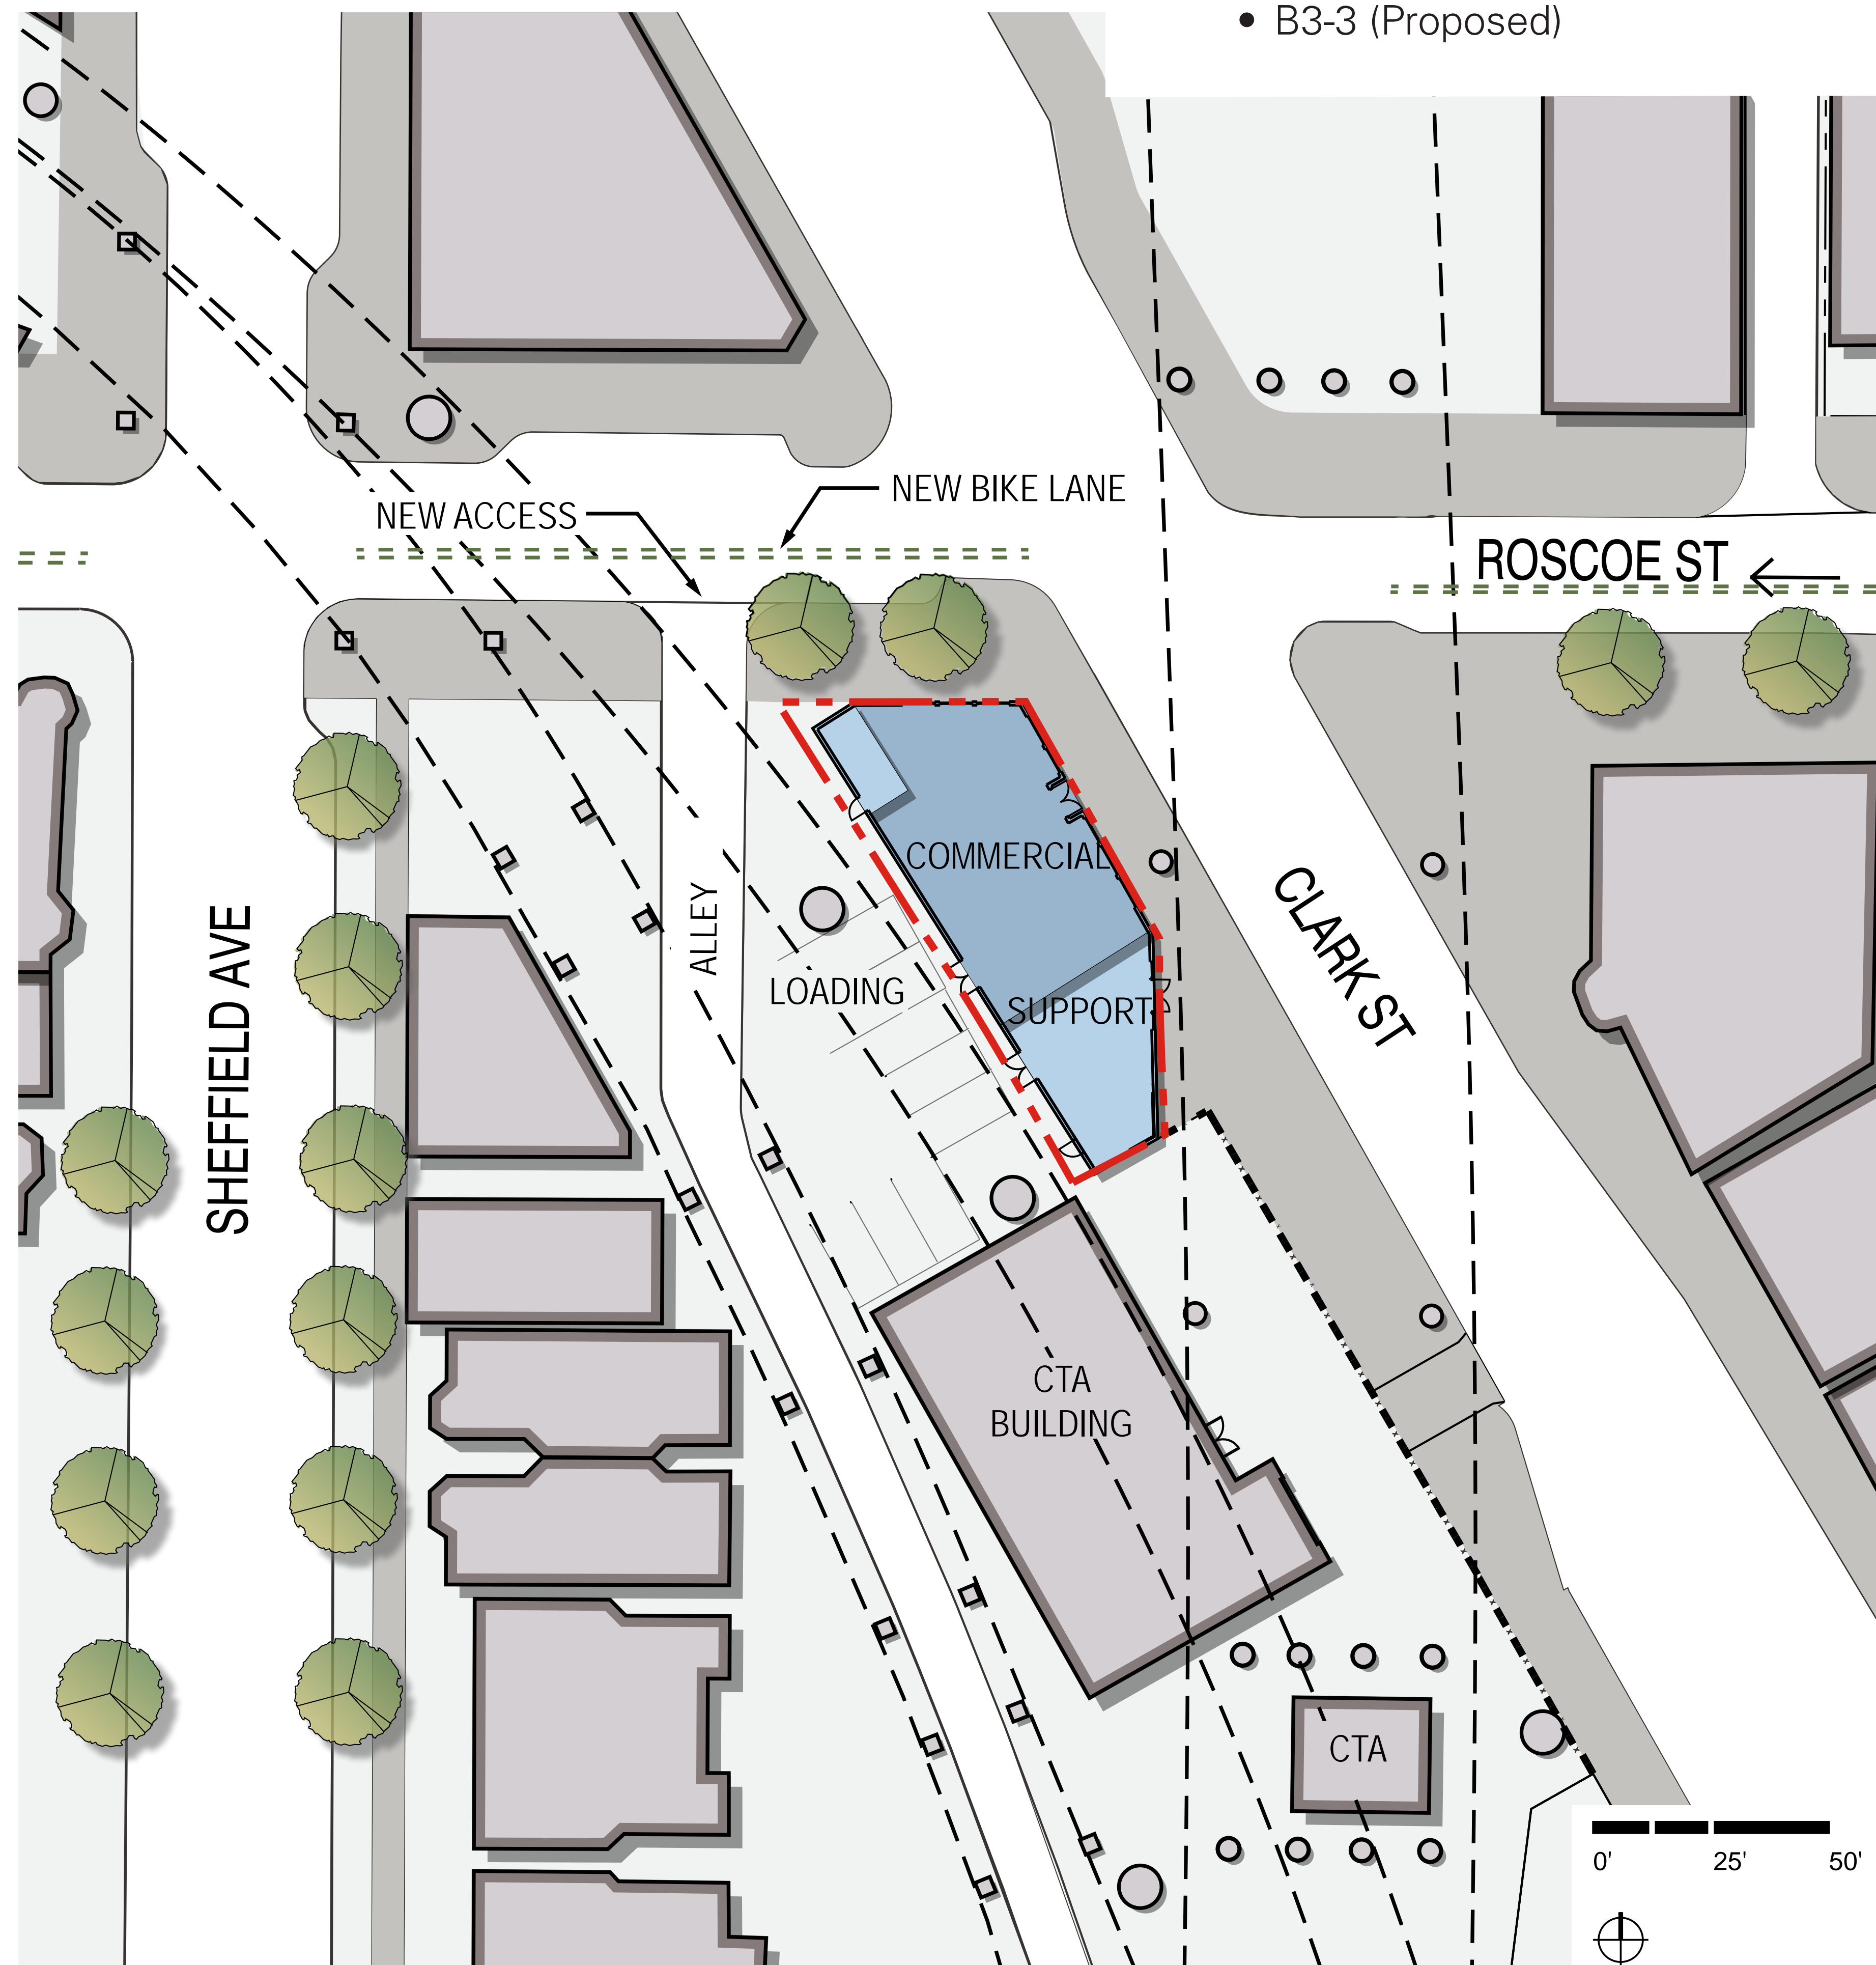 • B3-3 (Proposed)
NEW BIKE LANE
NEW ACCESS
ROSCOE ST
COMMERCIAL
ALLEY
LOADING
SUPPORT
SHEFFIELD AVE
CLARK ST
CTA
BUILDING
CTA
0' 25' 50'